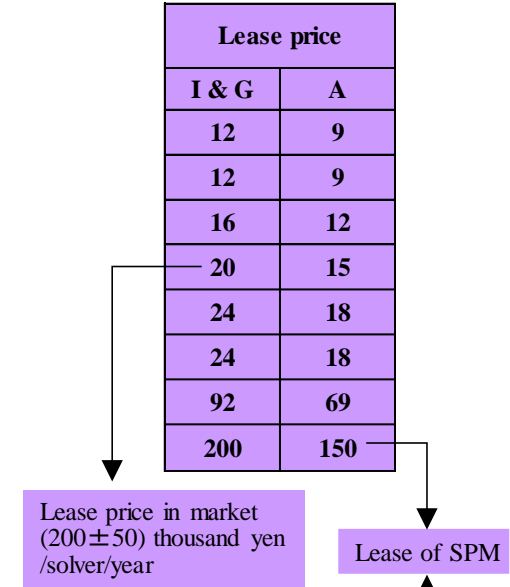 Lease price
I & G A
12 9
12 9
16 12
20 15
24 18
24 18
92 69
200 150
Lease price in market
(200±50) thousand yen
/solver/year
Lease of SPM